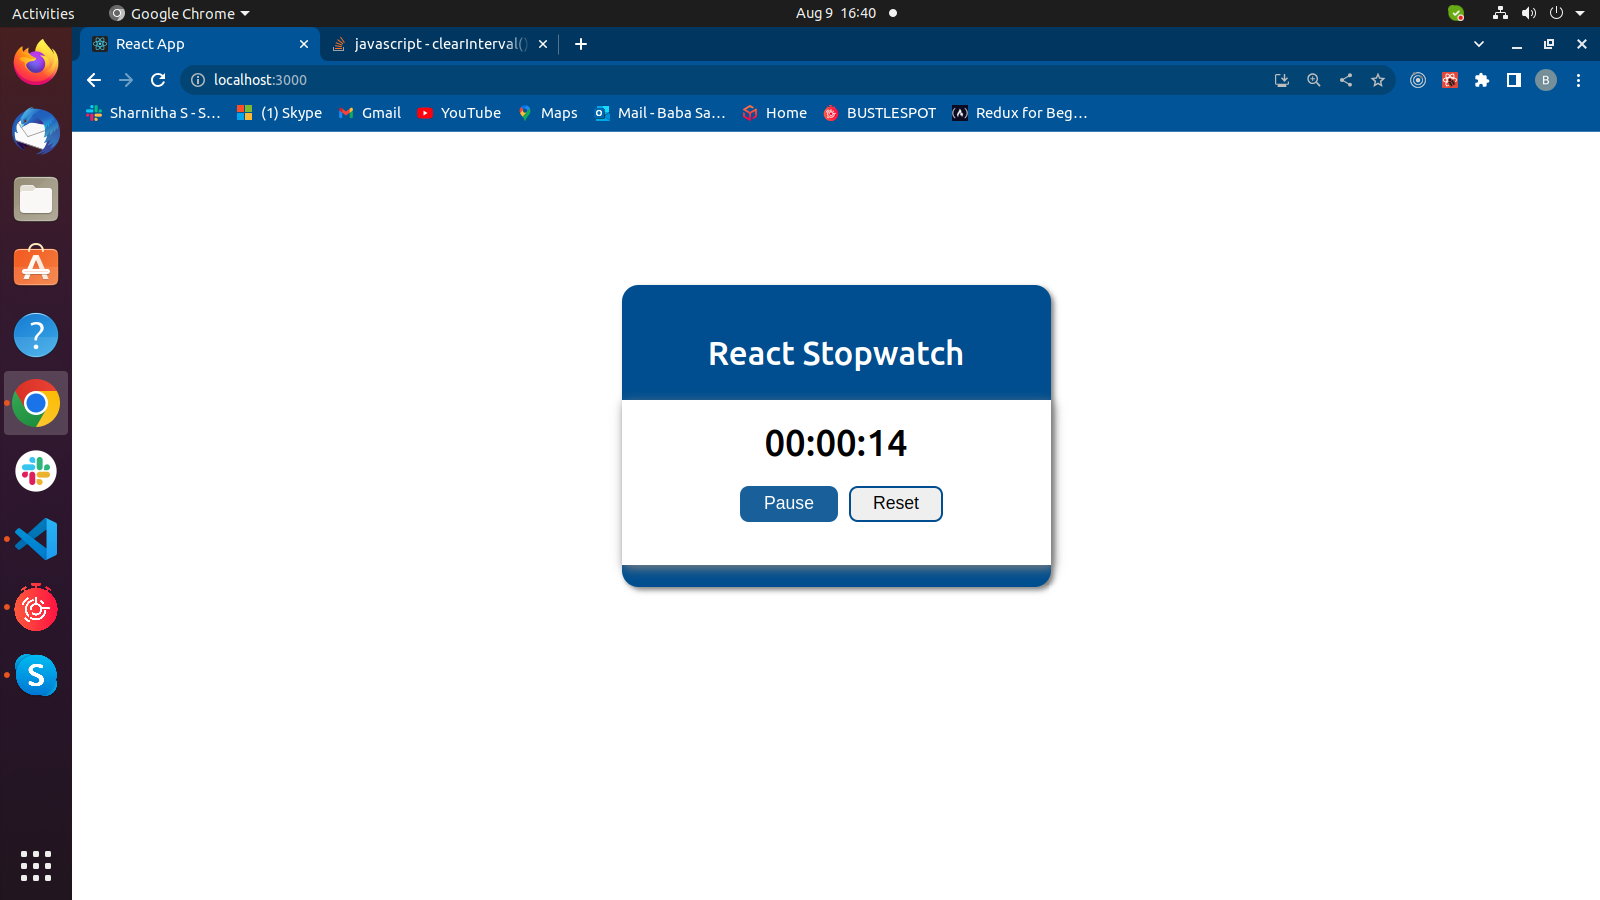 Activities
Google Chrome
Aug 9 16:40
React App
javascript - clearInterval()
localhost:3000
B
Sharnitha S - S...
(1) Skype
Gmail
YouTube
Maps
Mail - Baba Sa...
Home
BUSTLESPOT
Redux for Beg...
React Stopwatch
00:00:14
Pause
Reset